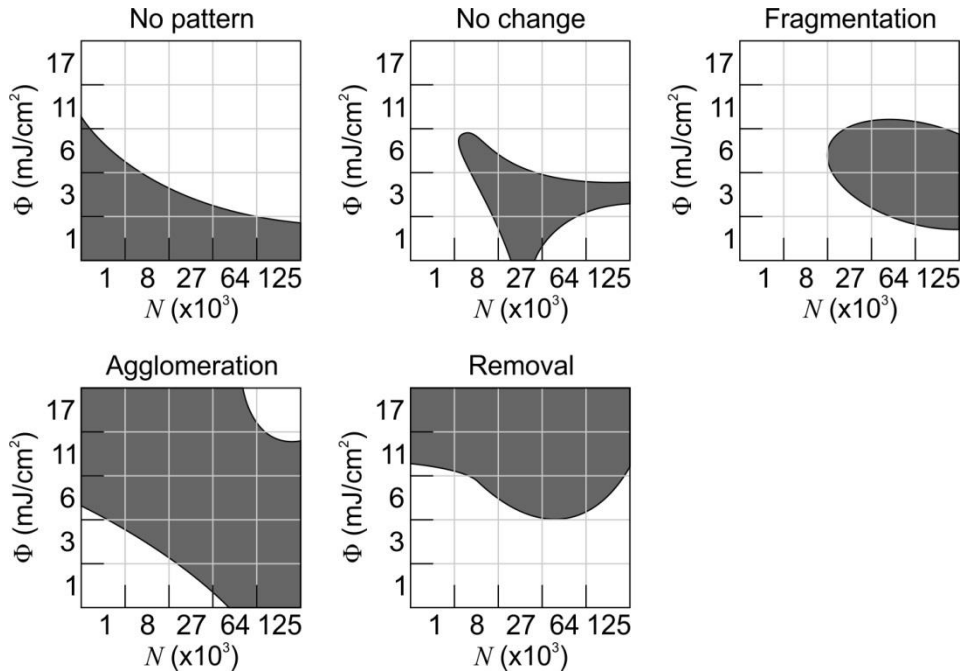 No pattern
17
11
6
3
1
Φ (mJ/cm²)
1 8 27 64 125
N (x10³)
No change
17
11
6
3
1
Φ (mJ/cm²)
1 8 27 64 125
N (x10³)
Fragmentation
17
11
6
3
1
Φ (mJ/cm²)
1 8 27 64 125
N (x10³)
Agglomeration
17
11
6
3
1
Φ (mJ/cm²)
1 8 27 64 125
N (x10³)
Removal
17
11
6
3
1
Φ (mJ/cm²)
1 8 27 64 125
N (x10³)